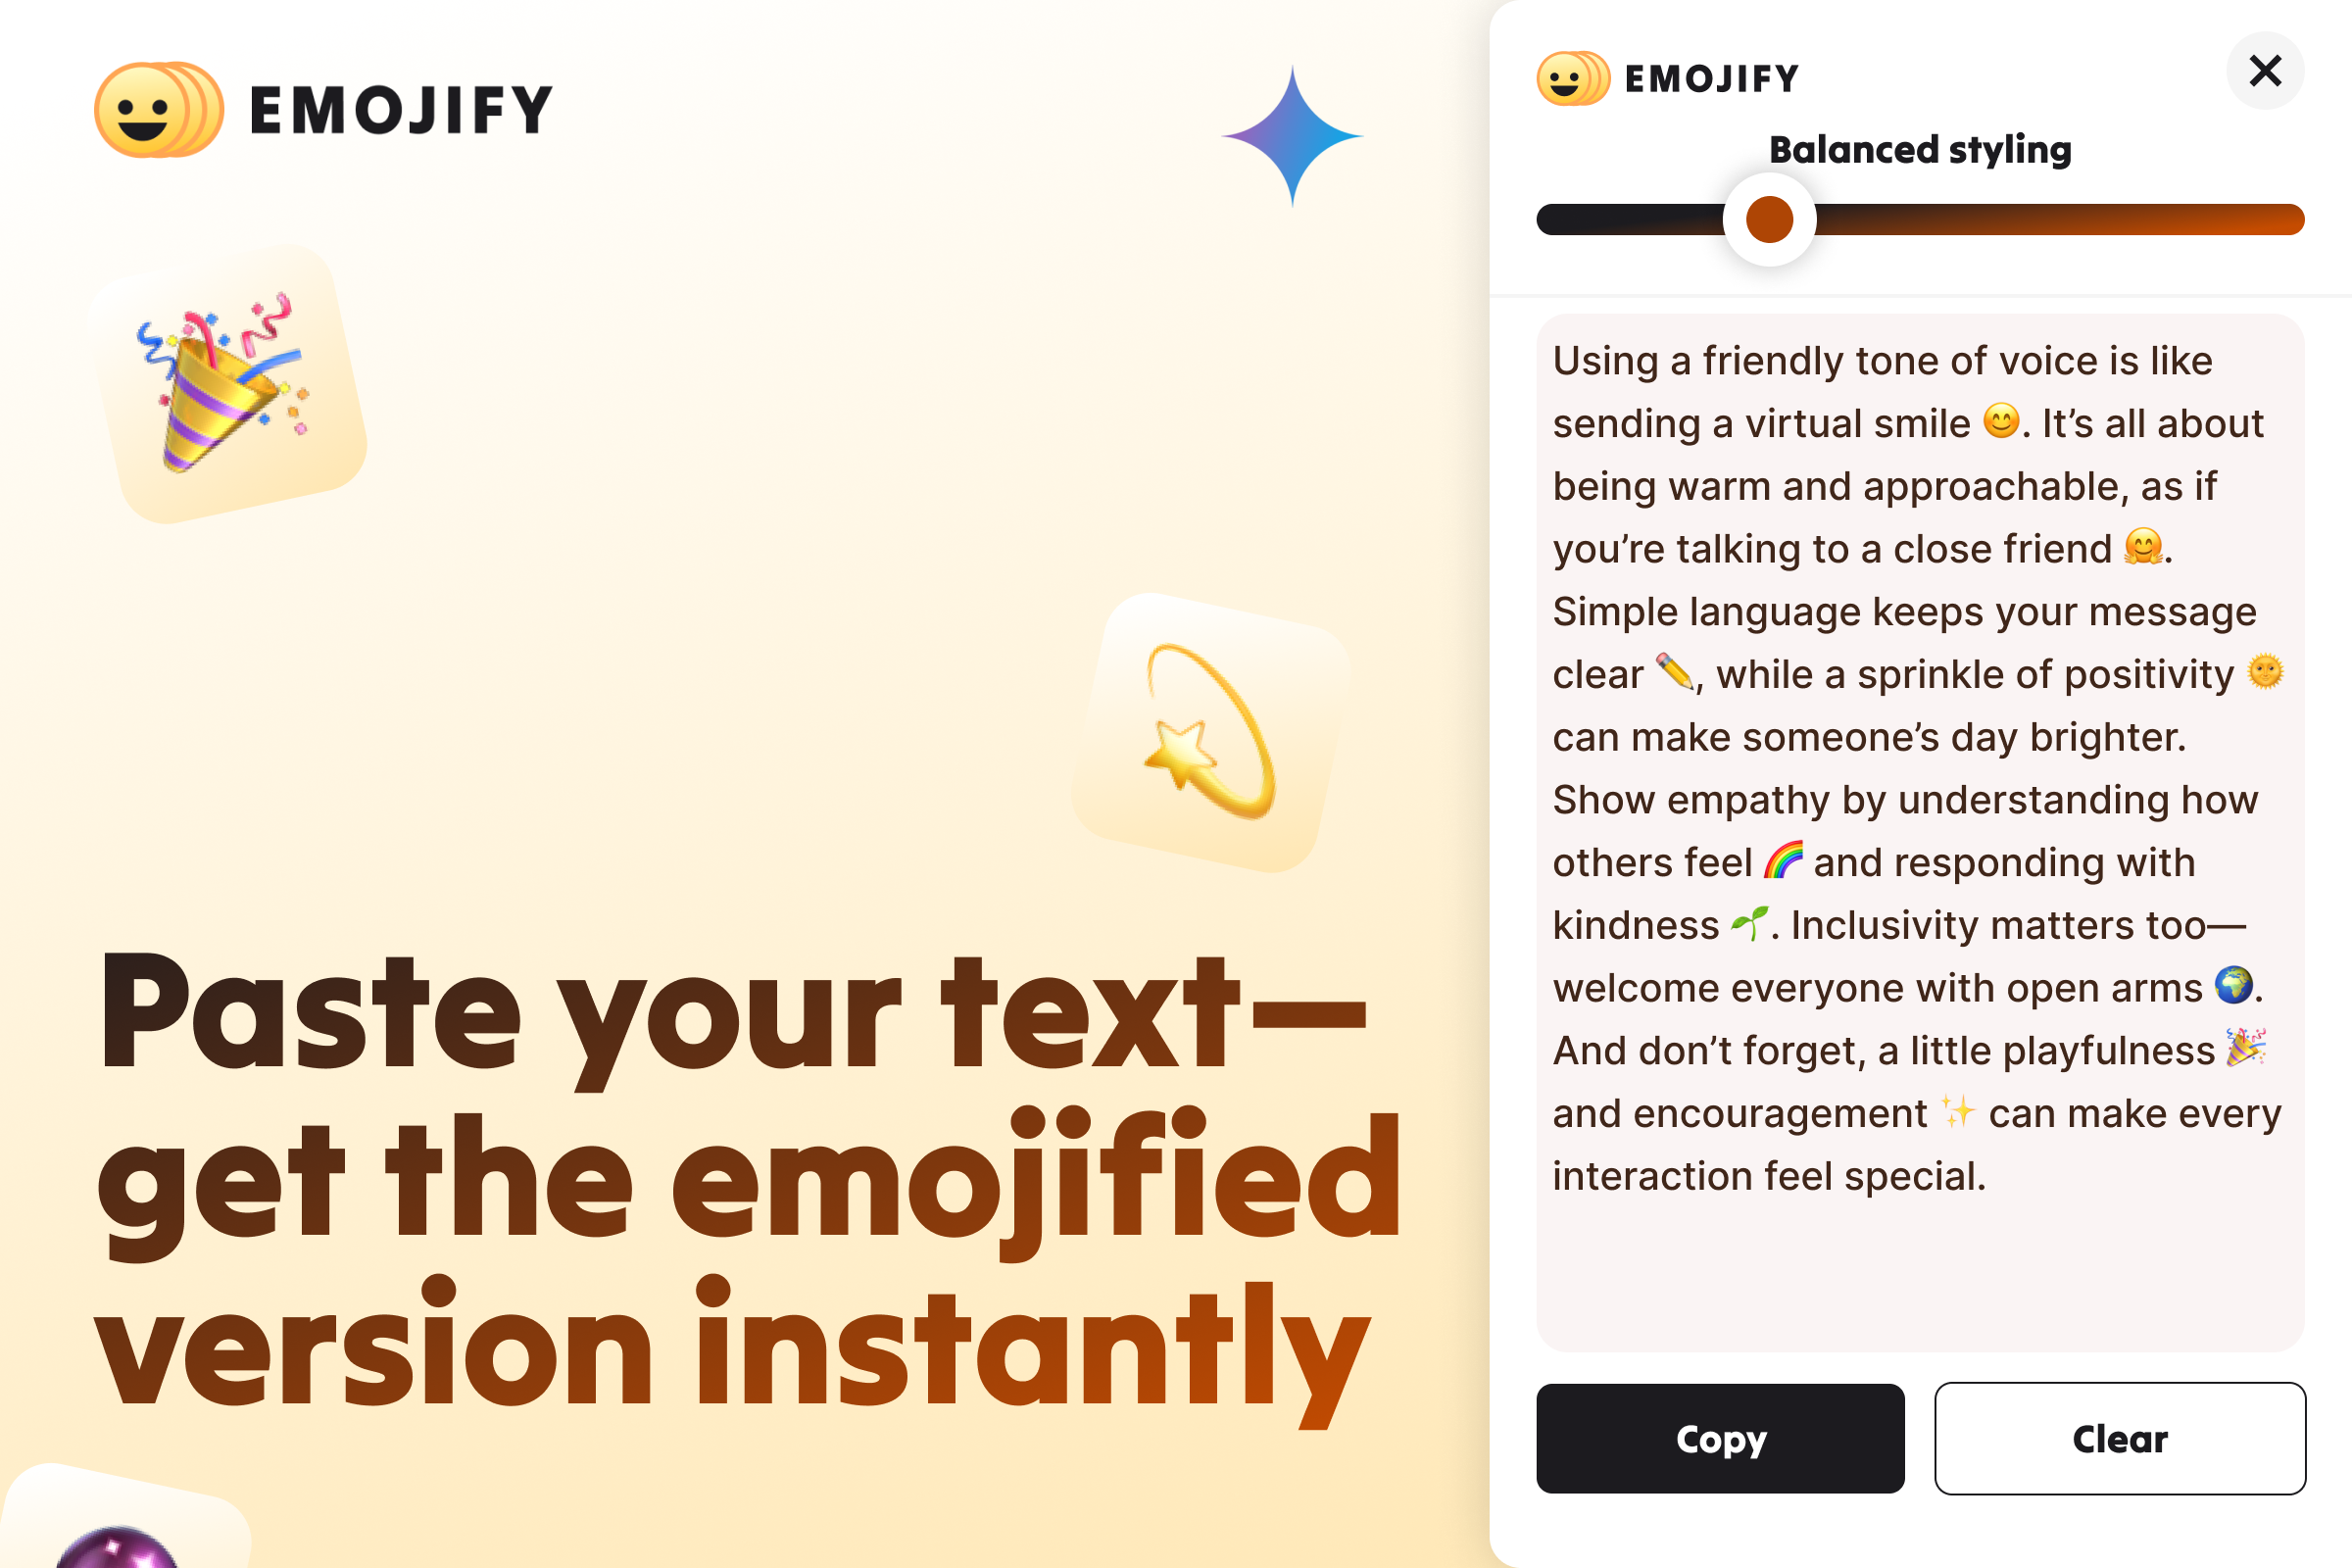 EMOJIFY
Paste your text—
get the emojified
version instantly
EMOJIFY
Balanced styling
Using a friendly tone of voice is like
sending a virtual smile 😊. It’s all about
being warm and approachable, as if
you’re talking to a close friend 🤗.
Simple language keeps your message
clear ✏️, while a sprinkle of positivity 🌞
can make someone’s day brighter.
Show empathy by understanding how
others feel 🌈 and responding with
kindness 🌱. Inclusivity matters too—
welcome everyone with open arms 🌍.
And don’t forget, a little playfulness 🎉
and encouragement ✨ can make every
interaction feel special.
Copy
Clear